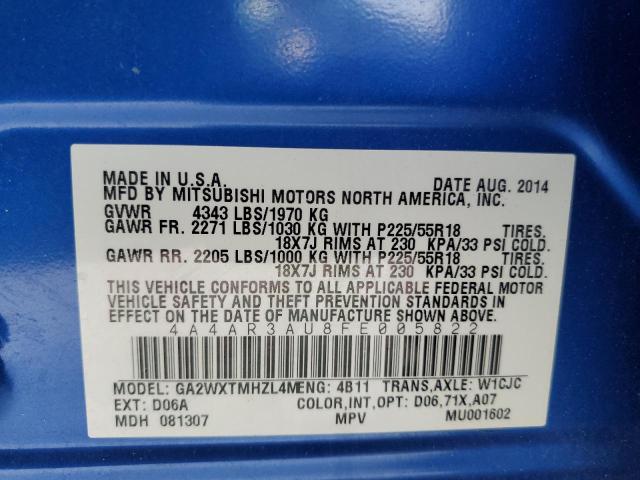 MADE IN U.S.A. DATE AUG. 2014
MFD BY MITSUBISHI MOTORS NORTH AMERICA, INC.
GVWR 4343 LBS/1970 KG
GAWR FR. 2271 LBS/1030 KG WITH P225/55R18 TIRES.
18X7J RIMS AT 230 KPA/33 PSI COLD.
GAWR RR. 2205 LBS/1000 KG WITH P225/55R18 TIRES.
18X7J RIMS AT 230 KPA/33 PSI COLD.
THIS VEHICLE CONFORMS TO ALL APPLICABLE FEDERAL MOTOR
VEHICLE SAFETY AND THEFT PREVENTION STANDARDS IN
EFFECT ON THE DATE OF MANUFACTURE SHOWN ABOVE.
4A4AR3AU8FE005822
MODEL: GA2WXTMHZL4MENG: 4B11 TRANS,AXLE: W1CJC
EXT: D06A COLOR,INT,OPT: D06,71X,A07
MDH 081307 MPV MU001602